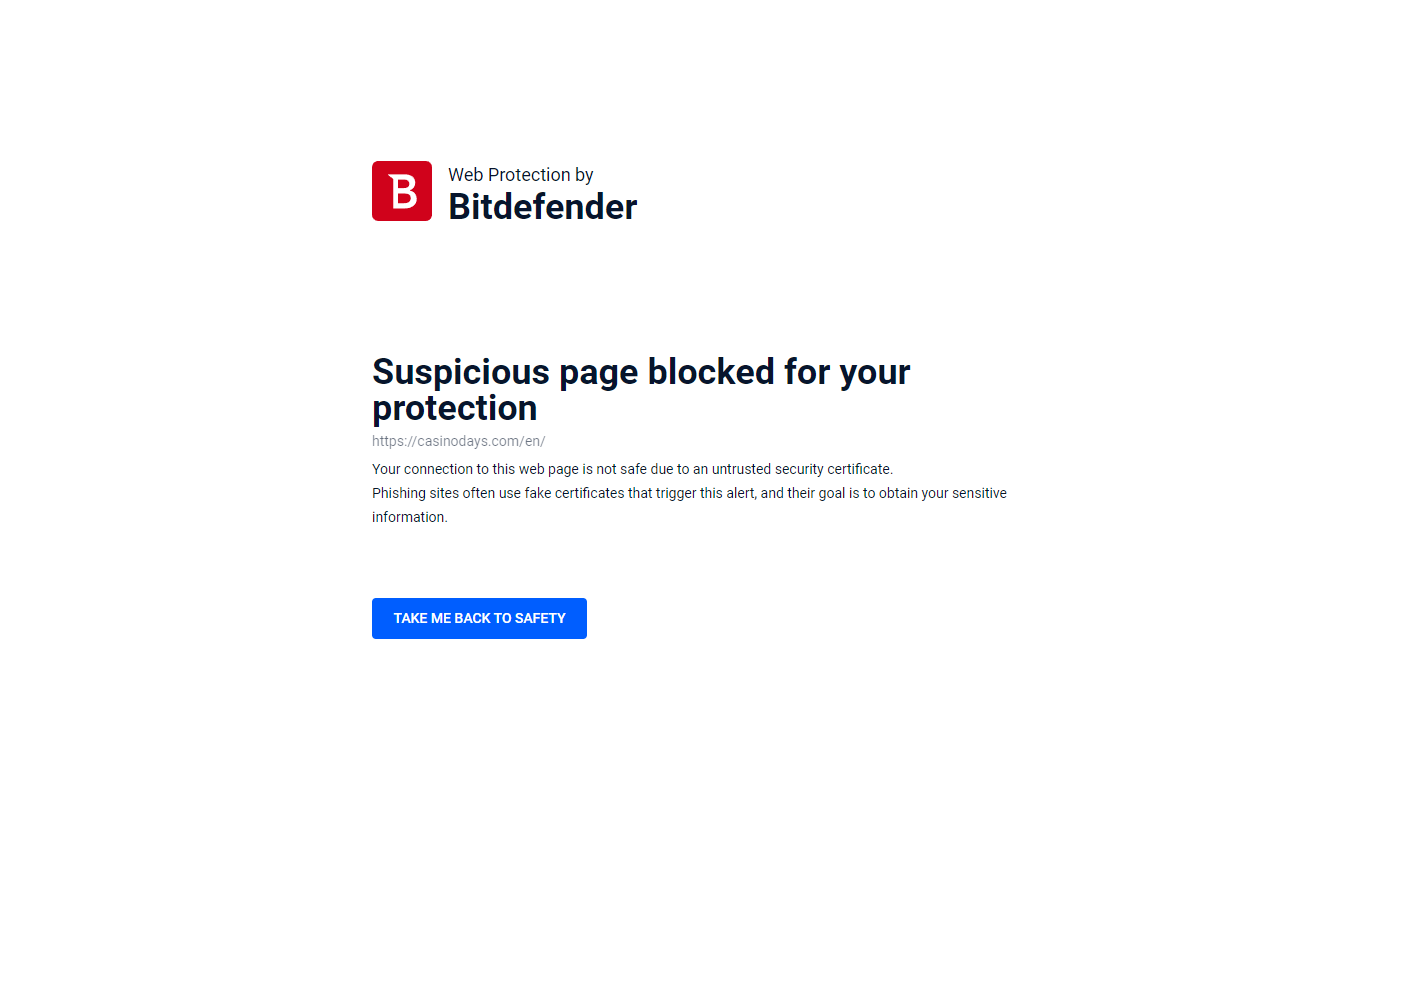 B
Web Protection by
Bitdefender
Suspicious page blocked for your
protection
https://casinodays.com/en/
Your connection to this web page is not safe due to an untrusted security certificate.
Phishing sites often use fake certificates that trigger this alert, and their goal is to obtain your sensitive
information.
TAKE ME BACK TO SAFETY